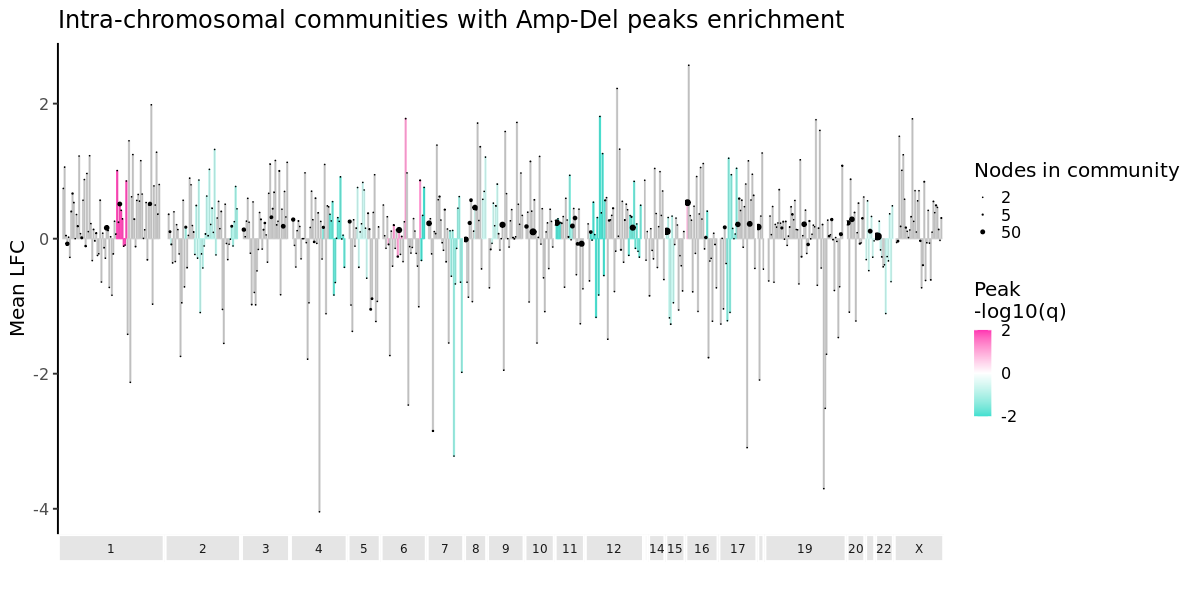 Intra-chromosomal communities with Amp-Del peaks enrichment
Mean LFC
2
0
-2
-4
1 2 3 4 5 6 7 8 9 10 11 12 14 15 16 17 19 20 22 X
Nodes in community
2
5
50
Peak
-log10(q)
2
0
-2